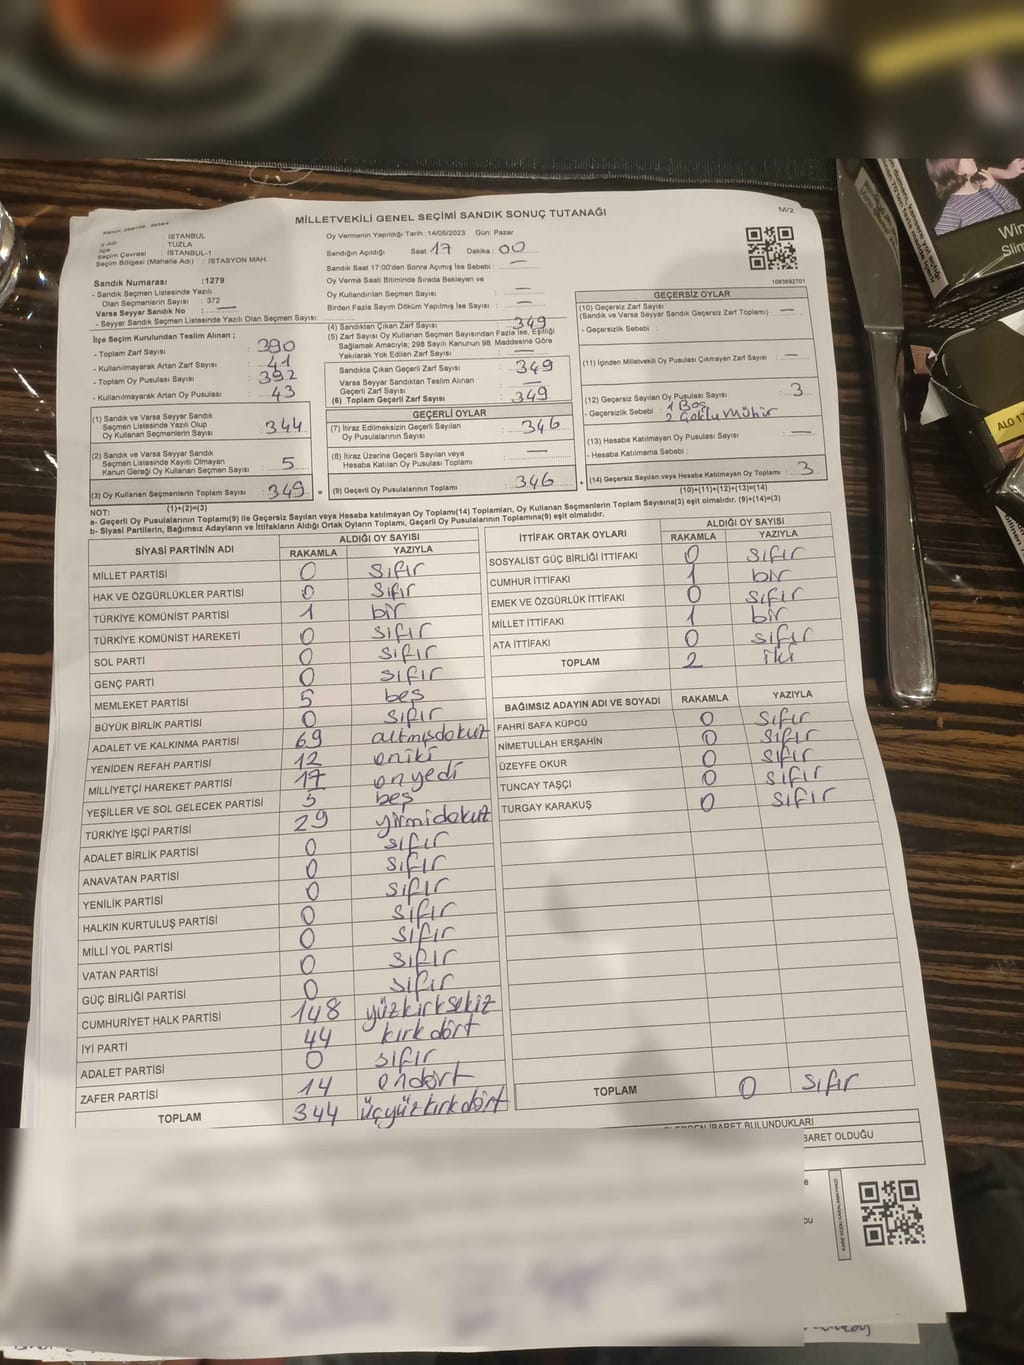 MİLLETVEKİLİ GENEL SEÇİMİ SANDIK SONUÇ TUTANAĞI
M/2
İl Adı : İSTANBUL
İlçe : TUZLA
Seçim Çevresi : İSTANBUL-1
Seçim Bölgesi (Mahalle Adı) : İSTASYON MAH.
Sandık Numarası :1279
- Sandık Seçmen Listesinde Yazılı
Olan Seçmenlerin Sayısı : 372
Varsa Seyyar Sandık No : —
- Seyyar Sandık Seçmen Listesinde Yazılı Olan Seçmen Sayısı:
Oy Vermenin Yapıldığı Tarih :14/05/2023 Gün: Pazar
Sandığın Açıldığı Saat: 17 Dakika : 00
Sandık Saat 17:00'den Sonra Açımış İse Sebebi : —
Oy Verme Saati Bitiminde Sırada Bekleyen ve
Oy Kullandırılan Seçmen Sayısı : —
Birden Fazla Sayım Döküm Yapılmış İse Sayısı : —
1083692701
İlçe Seçim Kurulundan Teslim Alınan ;
- Toplam Zarf Sayısı : 390
- Kullanılmayarak Artan Zarf Sayısı : 41
- Toplam Oy Pusulası Sayısı : 392
- Kullanılmayarak Artan Oy Pusulası : 43
(1) Sandık ve Varsa Seyyar Sandık
Seçmen Listesinde Yazılı Olup
Oy Kullanan Seçmenlerin Sayısı : 344
(2) Sandık ve Varsa Seyyar Sandık
Seçmen Listesinde Kayıtlı Olmayan
Kanun Gereği Oy Kullanan Seçmen Sayısı : 5
(3) Oy Kullanan Seçmenlerin Toplam Sayısı : 349 =
(1)+(2)=(3)
(4) Sandıktan Çıkan Zarf Sayısı : 349
(5) Zarf Sayısı Oy Kullanan Seçmen Sayısından Fazla İse, Eşitliği
Sağlamak Amacıyla; 298 Sayılı Kanunun 98. Maddesine Göre
Yakılarak Yok Edilen Zarf Sayısı : —
Sandıkta Çıkan Geçerli Zarf Sayısı : 349
Varsa Seyyar Sandıktan Teslim Alınan
Geçerli Zarf Sayısı : —
(6) Toplam Geçerli Zarf Sayısı : 349
GEÇERLİ OYLAR
(7) İtiraz Edilmeksizin Geçerli Sayılan
Oy Pusulalarının Sayısı : 346
(8) İtiraz Üzerine Geçerli Sayılan veya
Hesaba Katılan Oy Pusulası Toplamı : —
(9) Geçerli Oy Pusulalarının Toplamı : 346 +
GEÇERSİZ OYLAR
(10) Geçersiz Zarf Sayısı
(Sandık ve Varsa Seyyar Sandık Geçersiz Zarf Toplamı) : —
- Geçersizlik Sebebi :
(11) İçinden Milletvekili Oy Pusulası Çıkmayan Zarf Sayısı : —
(12) Geçersiz Sayılan Oy Pusulası Sayısı : 3
- Geçersizlik Sebebi : 1 Boş
2 Çoklu Mühür
(13) Hesaba Katılmayan Oy Pusulası Sayısı : —
- Hesaba Katılmama Sebebi :
(14) Geçersiz Sayılan veya Hesaba Katılmayan Oy Toplamı : 3
(10)+(11)+(12)+(13)=(14)
NOT:
a- Geçerli Oy Pusulalarının Toplamı(9) ile Geçersiz Sayılan veya Hesaba katılmayan Oy Toplamı(14) Toplamları, Oy Kullanan Seçmenlerin Toplam Sayısına(3) eşit olmalıdır. (9)+(14)=(3)
b- Siyasi Partilerin, Bağımsız Adayların ve İttifakların Aldığı Ortak Oyların Toplamı, Geçerli Oy Pusulalarının Toplamına(9) eşit olmalıdır.
SİYASİ PARTİNİN ADI ALDIĞI OY SAYISI
RAKAMLA YAZIYLA
MİLLET PARTİSİ 0 sıfır
HAK VE ÖZGÜRLÜKLER PARTİSİ 0 sıfır
TÜRKİYE KOMÜNİST PARTİSİ 1 bir
TÜRKİYE KOMÜNİST HAREKETİ 0 sıfır
SOL PARTİ 0 sıfır
GENÇ PARTİ 0 sıfır
MEMLEKET PARTİSİ 5 beş
BÜYÜK BİRLİK PARTİSİ 0 sıfır
ADALET VE KALKINMA PARTİSİ 69 altmışdokuz
YENİDEN REFAH PARTİSİ 12 oniki
MİLLİYETÇİ HAREKET PARTİSİ 17 onyedi
YEŞİLLER VE SOL GELECEK PARTİSİ 5 beş
TÜRKİYE İŞÇİ PARTİSİ 29 yirmidokuz
ADALET BİRLİK PARTİSİ 0 sıfır
ANAVATAN PARTİSİ 0 sıfır
YENİLİK PARTİSİ 0 sıfır
HALKIN KURTULUŞ PARTİSİ 0 sıfır
MİLLİ YOL PARTİSİ 0 sıfır
VATAN PARTİSİ 0 sıfır
GÜÇ BİRLİĞİ PARTİSİ 0 sıfır
CUMHURİYET HALK PARTİSİ 148 yüzkırksekiz
İYİ PARTİ 44 kırkdört
ADALET PARTİSİ 0 sıfır
ZAFER PARTİSİ 14 ondört
TOPLAM 344 üçyüzkırkdört
İTTİFAK ORTAK OYLARI ALDIĞI OY SAYISI
RAKAMLA YAZIYLA
SOSYALİST GÜÇ BİRLİĞİ İTTİFAKI 0 sıfır
CUMHUR İTTİFAKI 1 bir
EMEK VE ÖZGÜRLÜK İTTİFAKI 0 sıfır
MİLLET İTTİFAKI 1 bir
ATA İTTİFAKI 0 sıfır
TOPLAM 2 iki
BAĞIMSIZ ADAYIN ADI VE SOYADI RAKAMLA YAZIYLA
FAHRİ SAFA KÜPCÜ 0 sıfır
NİMETULLAH ERŞAHİN 0 sıfır
ÜZEYFE OKUR 0 sıfır
TUNCAY TAŞÇI 0 sıfır
TURGAY KARAKUŞ 0 sıfır
TOPLAM 0 sıfır
İBARET BULUNDUKLARI
BARET OLDUĞU
Win
Slim
ALO 17